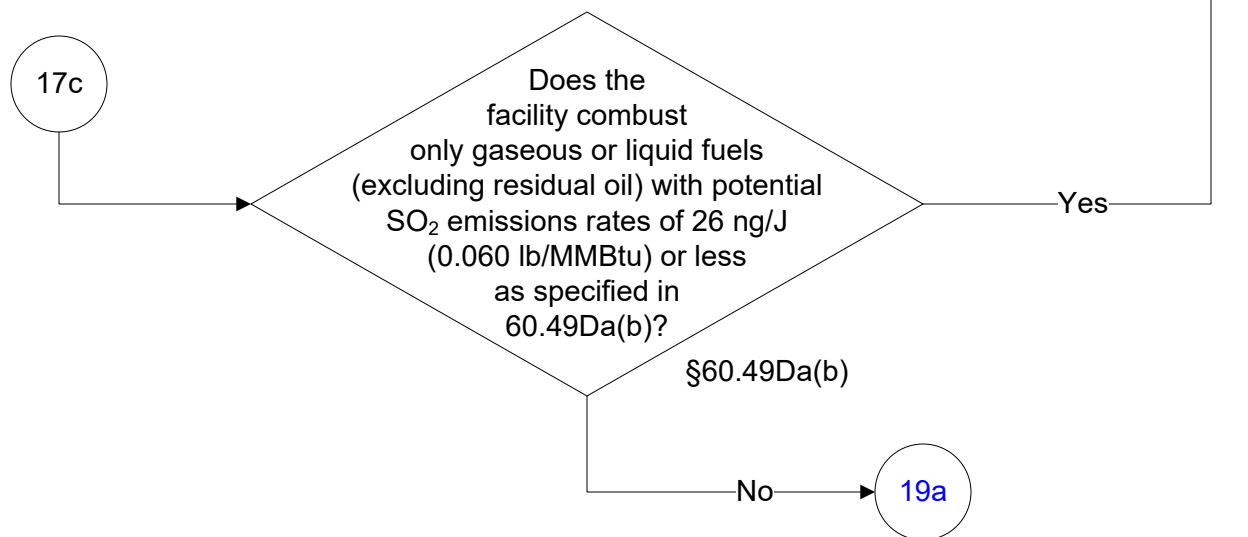 17c
Does the
facility combust
only gaseous or liquid fuels
(excluding residual oil) with potential
SO₂ emissions rates of 26 ng/J
(0.060 lb/MMBtu) or less
as specified in
60.49Da(b)?
Yes
§60.49Da(b)
No
19a